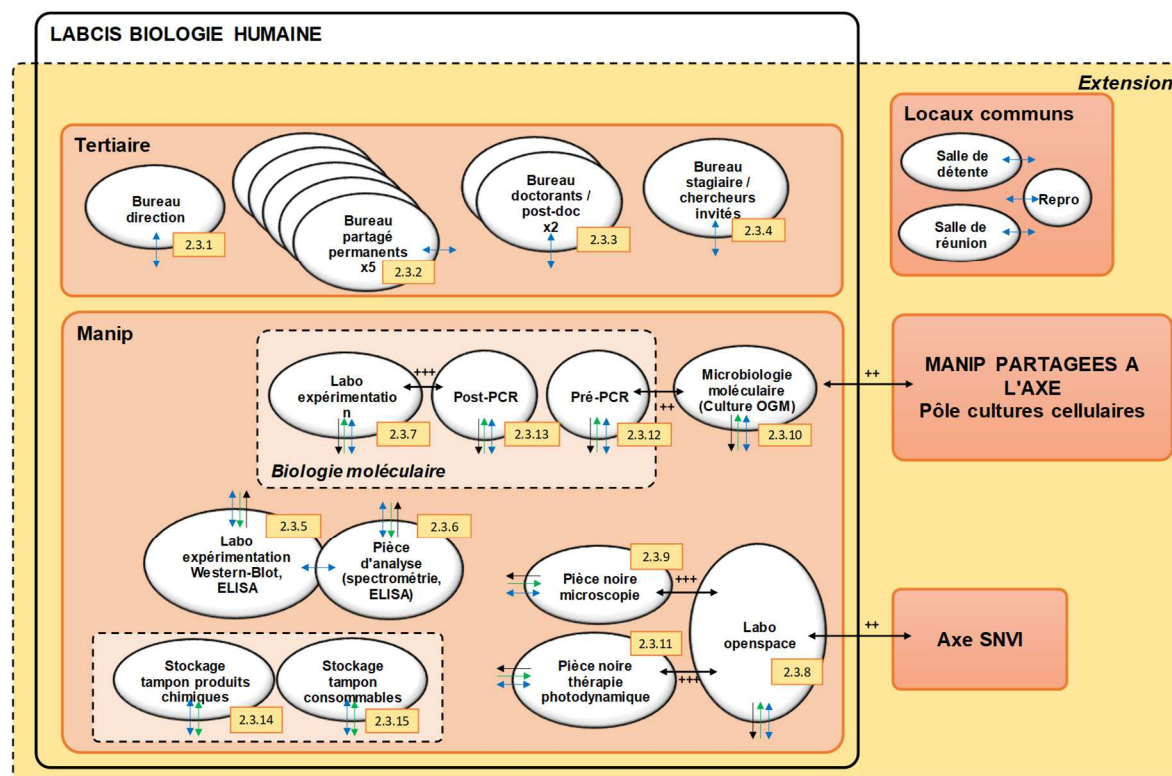 LABCIS BIOLOGIE HUMAINE
Extension
Tertiaire
Bureau
direction
2.3.1
Bureau
partagé
permanents
x5
2.3.2
Bureau
doctorants /
post-doc
x2
2.3.3
Bureau
stagiaire /
chercheurs
invités
2.3.4
Locaux communs
Salle de
détente
Repro
Salle de
réunion
Manip
Labo
expérimentatio
n
2.3.7
+++
Post-PCR
2.3.13
Pré-PCR
2.3.12
++
Microbiologie
moléculaire
(Culture OGM)
2.3.10
Biologie moléculaire
++
MANIP PARTAGEES A
L'AXE
Pôle cultures cellulaires
2.3.5
Labo
expérimentation
Western-Blot,
ELISA
2.3.6
Pièce
d'analyse
(spectrométrie,
ELISA)
2.3.9
Pièce noire
microscopie
+++
2.3.11
Pièce noire
thérapie
photodynamique
+++
Labo
openspace
2.3.8
++
Axe SNVI
Stockage
tampon produits
chimiques
2.3.14
Stockage
tampon
consommables
2.3.15